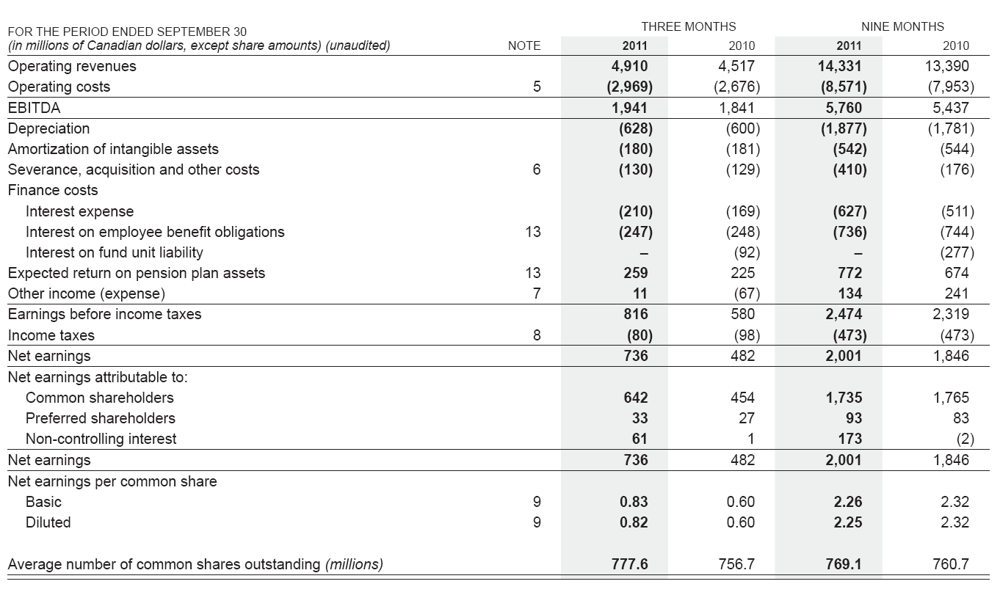 THREE MONTHS NINE MONTHS
FOR THE PERIOD ENDED SEPTEMBER 30
(in millions of Canadian dollars, except share amounts) (unaudited) NOTE 2011 2010 2011 2010
Operating revenues 4,910 4,517 14,331 13,390
Operating costs 5 (2,969) (2,676) (8,571) (7,953)
EBITDA 1,941 1,841 5,760 5,437
Depreciation (628) (600) (1,877) (1,781)
Amortization of intangible assets (180) (181) (542) (544)
Severance, acquisition and other costs 6 (130) (129) (410) (176)
Finance costs
Interest expense (210) (169) (627) (511)
Interest on employee benefit obligations 13 (247) (248) (736) (744)
Interest on fund unit liability – (92) – (277)
Expected return on pension plan assets 13 259 225 772 674
Other income (expense) 7 11 (67) 134 241
Earnings before income taxes 816 580 2,474 2,319
Income taxes 8 (80) (98) (473) (473)
Net earnings 736 482 2,001 1,846
Net earnings attributable to:
Common shareholders 642 454 1,735 1,765
Preferred shareholders 33 27 93 83
Non-controlling interest 61 1 173 (2)
Net earnings 736 482 2,001 1,846
Net earnings per common share
Basic 9 0.83 0.60 2.26 2.32
Diluted 9 0.82 0.60 2.25 2.32
Average number of common shares outstanding (millions) 777.6 756.7 769.1 760.7